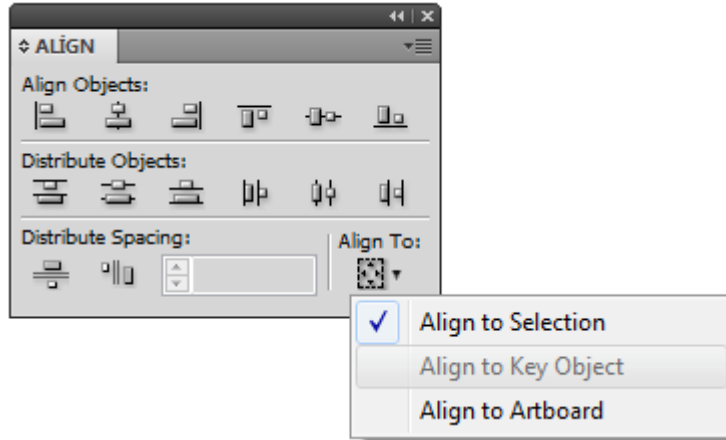 ALİGN
Align Objects:
Distribute Objects:
Distribute Spacing:
Align To:
Align to Selection
Align to Key Object
Align to Artboard